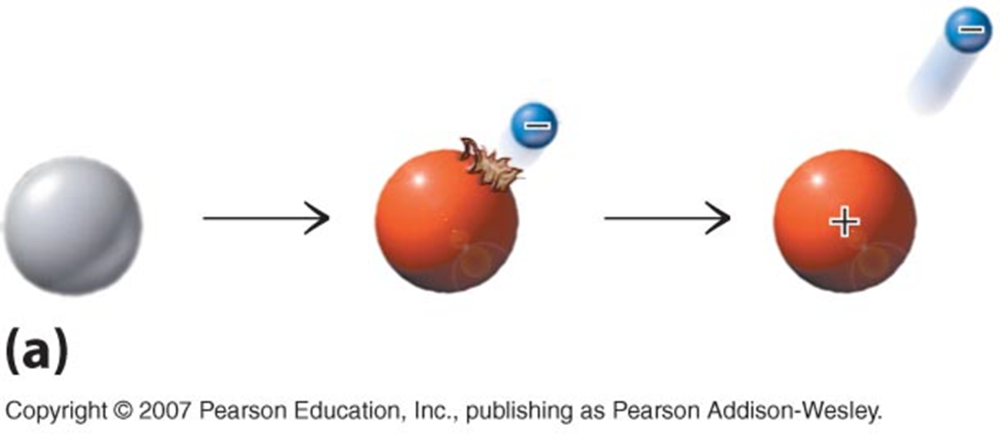 −
−
+
(a)
Copyright © 2007 Pearson Education, Inc., publishing as Pearson Addison-Wesley.